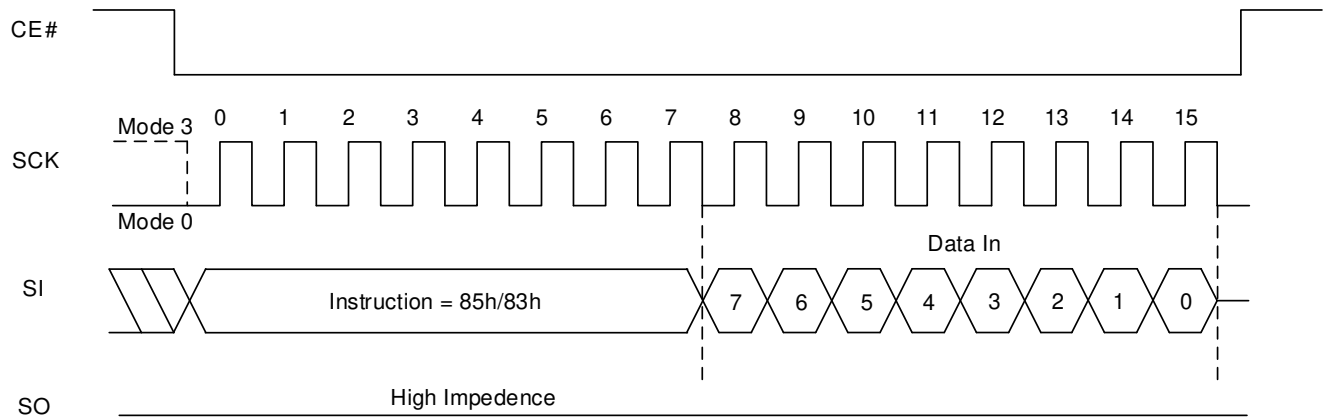 CE#
Mode 3
0 1 2 3 4 5 6 7 8 9 10 11 12 13 14 15
SCK
Mode 0
Data In
SI
Instruction = 85h/83h
7 6 5 4 3 2 1 0
High Impedence
SO